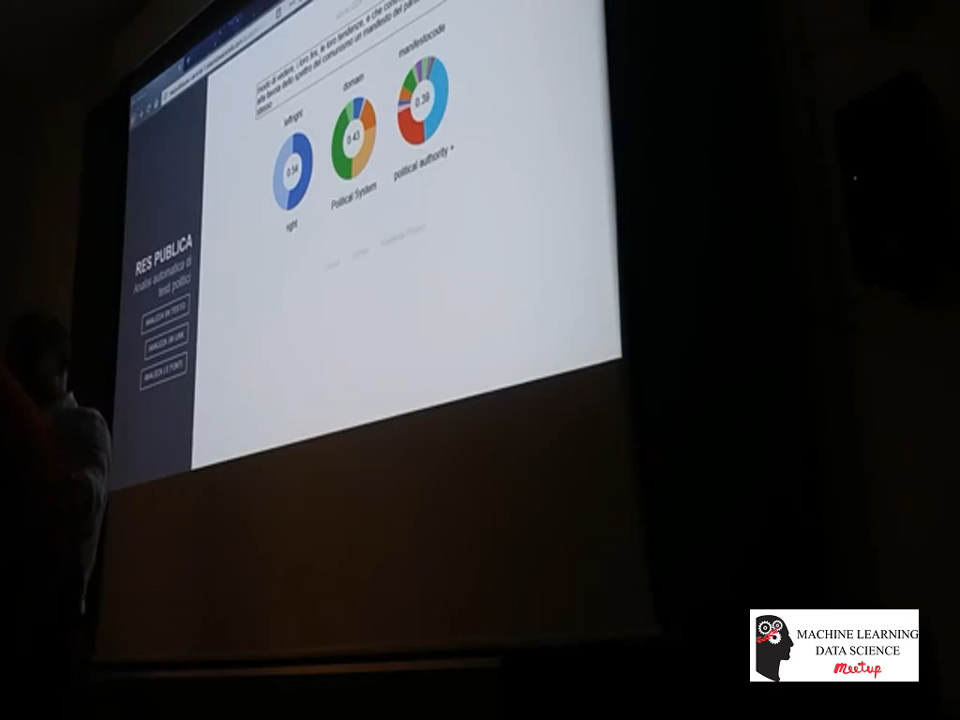 modo di vedere, i loro fini, le loro tendenze, e che
alla favola dello spettro del comunismo un manifesto del
stesso
leftright
domain
manifestocode
0.54
0.43
0.39
right
Political System
political authority +
RES PUBLICA
Analisi automatica di
testi politici
ANALIZZA UN TESTO
ANALIZZA UN LINK
ANALIZZA LE FONTI
MACHINE LEARNING
DATA SCIENCE
Meetup